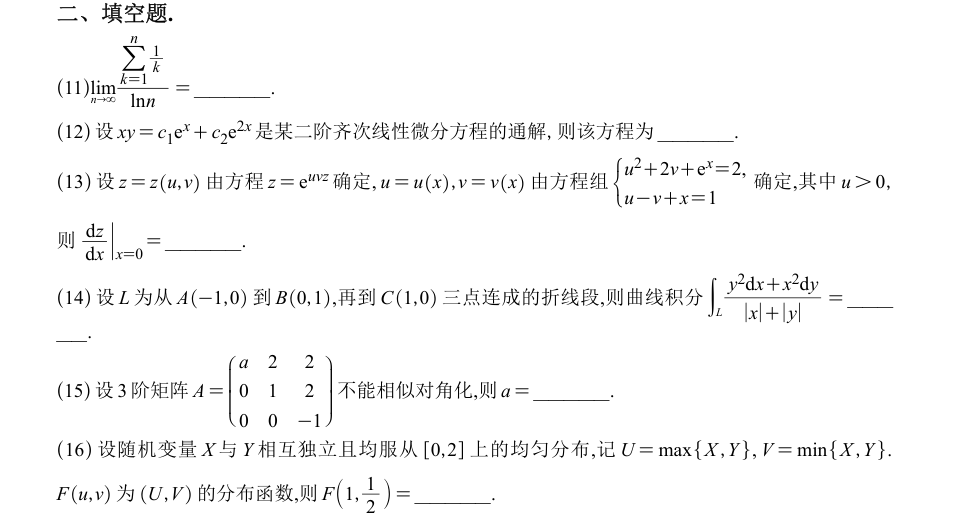 二、填空题.
(11) $\lim_{n\to\infty}\frac{\sum_{k=1}^{n}\frac{1}{k}}{\ln n}=$ ________.
(12) 设 $xy=c_1e^x+c_2e^{2x}$ 是某二阶齐次线性微分方程的通解, 则该方程为 ________.
(13) 设 $z=z(u,v)$ 由方程 $z=e^{uvz}$ 确定, $u=u(x),v=v(x)$ 由方程组 $\begin{cases}u^2+2v+e^x=2,\\u-v+x=1\end{cases}$ 确定,其中 $u>0$,
则 $\left.\frac{dz}{dx}\right|_{x=0}=$ ________.
(14) 设 $L$ 为从 $A(-1,0)$ 到 $B(0,1)$,再到 $C(1,0)$ 三点连成的折线段,则曲线积分 $\int_L\frac{y^2dx+x^2dy}{|x|+|y|}=$ _____
___.
(15) 设 3 阶矩阵 $A=\begin{pmatrix}a&2&2\\0&1&2\\0&0&-1\end{pmatrix}$ 不能相似对角化,则 $a=$ ________.
(16) 设随机变量 $X$ 与 $Y$ 相互独立且均服从 $[0,2]$ 上的均匀分布,记 $U=\max\{X,Y\},V=\min\{X,Y\}$.
$F(u,v)$ 为 $(U,V)$ 的分布函数,则 $F\left(1,\frac{1}{2}\right)=$ ________.